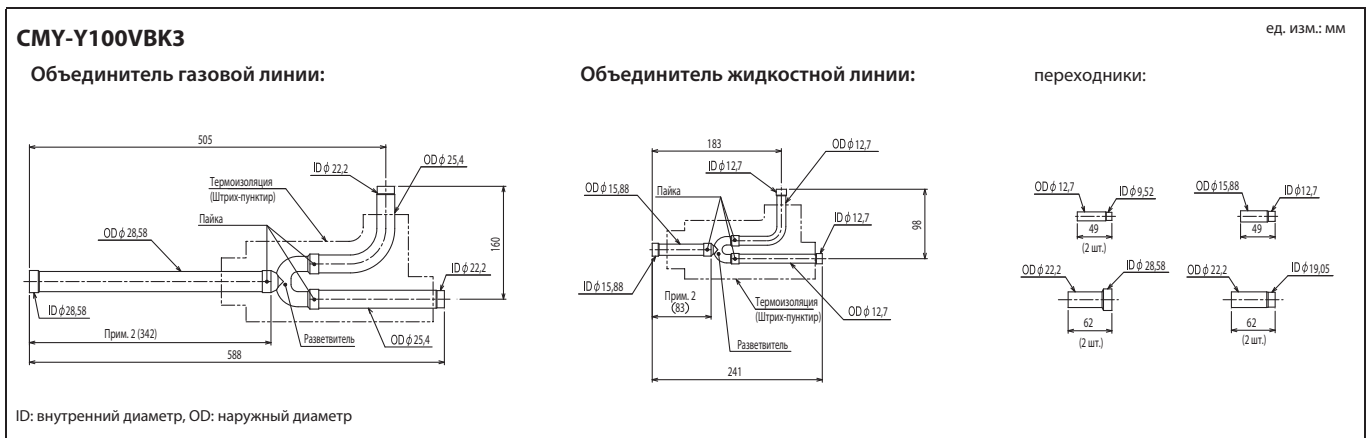 CMY-Y100VBK3
ед. изм.: мм
Объединитель газовой линии:
505
ID ϕ 22,2
OD ϕ 25,4
Термоизоляция
(Штрих-пунктир)
Пайка
OD ϕ 28,58
160
ID ϕ 22,2
ID ϕ 28,58
Прим. 2 (342)
Разветвитель
OD ϕ 25,4
588
Объединитель жидкостной линии:
183
OD ϕ 12,7
ID ϕ 12,7
OD ϕ 15,88
Пайка
ID ϕ 12,7
98
ID ϕ 15,88
Прим. 2
(83)
Термоизоляция
(Штрих-пунктир)
OD ϕ 12,7
Разветвитель
241
переходники:
OD ϕ 12,7
ID ϕ 9,52
49
(2 шт.)
OD ϕ 15,88
ID ϕ 12,7
49
OD ϕ 22,2
ID ϕ 28,58
62
(2 шт.)
OD ϕ 22,2
ID ϕ 19,05
62
(2 шт.)
ID: внутренний диаметр, OD: наружный диаметр